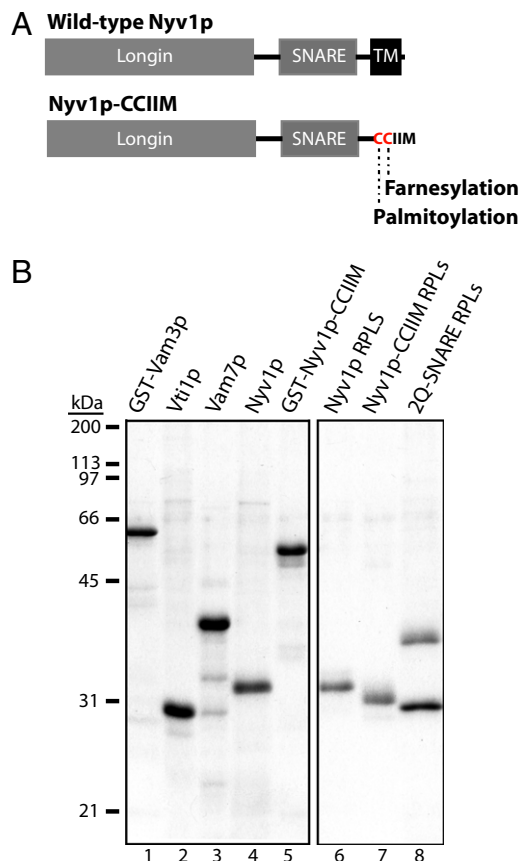 A
Wild-type Nyv1p
Longin SNARE TM
Nyv1p-CCIIM
Longin SNARE CCIIM
Farnesylation
Palmitoylation
B
kDa GST-Vam3p Vti1p Vam7p Nyv1p GST-Nyv1p-CCIIM Nyv1p RPLS Nyv1p-CCIIM RPLs 2Q-SNARE RPLs
200
113
97
66
45
31
21
1 2 3 4 5 6 7 8